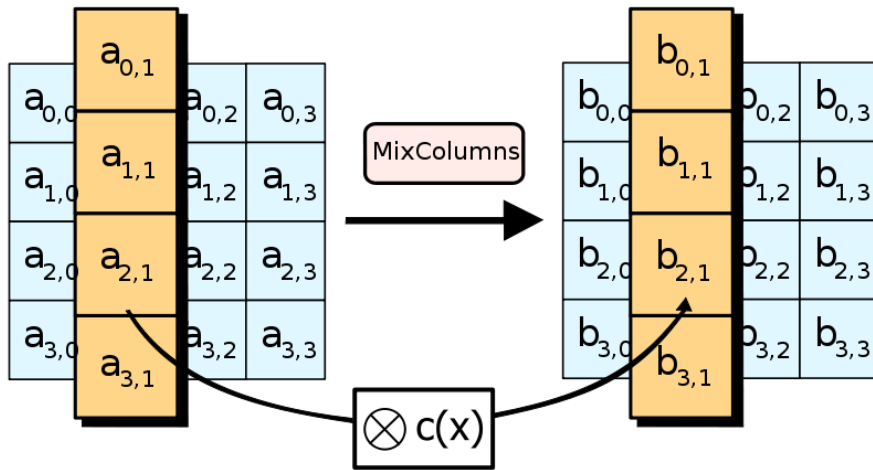 a0,0 a0,1 a0,2 a0,3
a1,0 a1,1 a1,2 a1,3
a2,0 a2,1 a2,2 a2,3
a3,0 a3,1 a3,2 a3,3
MixColumns
b0,0 b0,1 b0,2 b0,3
b1,0 b1,1 b1,2 b1,3
b2,0 b2,1 b2,2 b2,3
b3,0 b3,1 b3,2 b3,3
⊗ c(x)